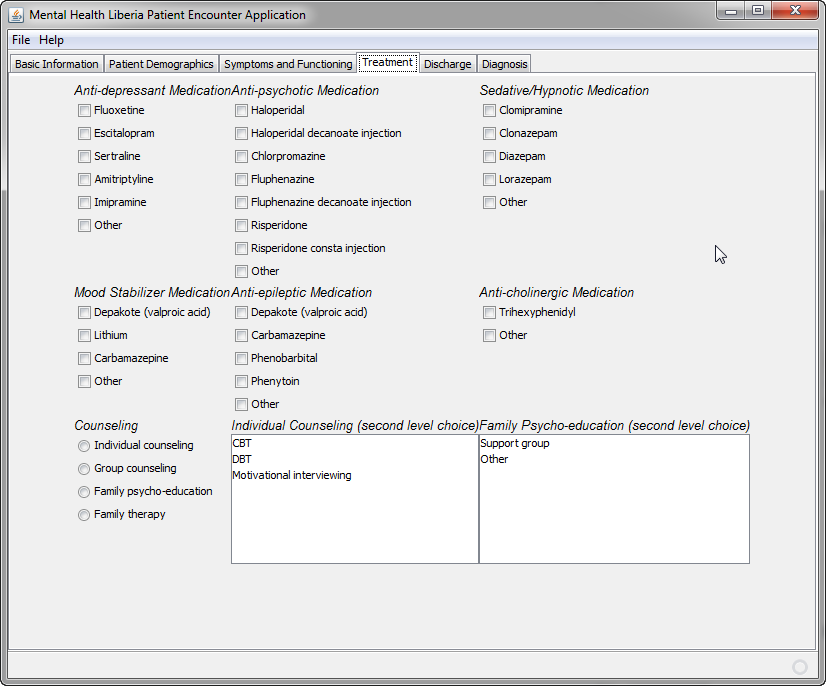 Mental Health Liberia Patient Encounter Application
File Help
Basic Information Patient Demographics Symptoms and Functioning Treatment Discharge Diagnosis
Anti-depressant Medication
Fluoxetine
Escitalopram
Sertraline
Amitriptyline
Imipramine
Other
Anti-psychotic Medication
Haloperidal
Haloperidal decanoate injection
Chlorpromazine
Fluphenazine
Fluphenazine decanoate injection
Risperidone
Risperidone consta injection
Other
Sedative/Hypnotic Medication
Clomipramine
Clonazepam
Diazepam
Lorazepam
Other
Mood Stabilizer Medication
Depakote (valproic acid)
Lithium
Carbamazepine
Other
Anti-epileptic Medication
Depakote (valproic acid)
Carbamazepine
Phenobarbital
Phenytoin
Other
Anti-cholinergic Medication
Trihexyphenidyl
Other
Counseling
Individual counseling
Group counseling
Family psycho-education
Family therapy
Individual Counseling (second level choice)
CBT
DBT
Motivational interviewing
Family Psycho-education (second level choice)
Support group
Other